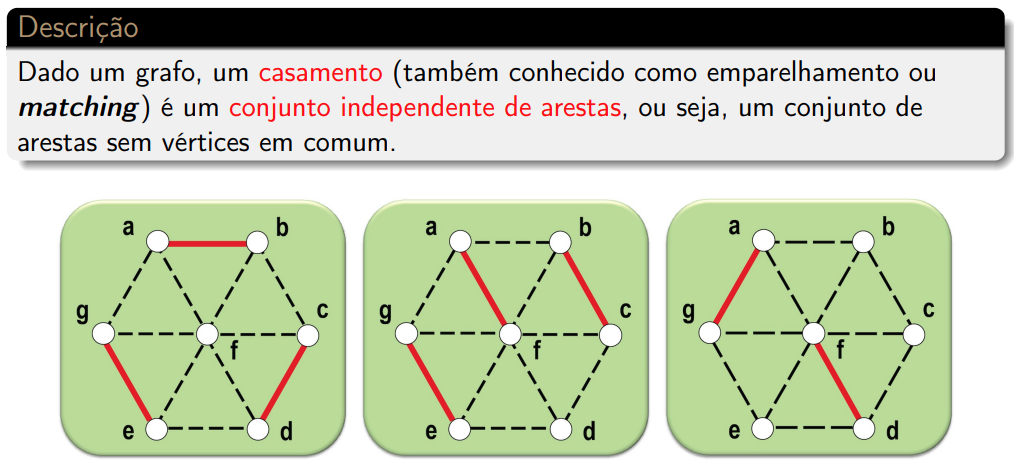 Descrição
Dado um grafo, um casamento (também conhecido como emparelhamento ou
matching) é um conjunto independente de arestas, ou seja, um conjunto de
arestas sem vértices em comum.
a b
g c
f
e d
a b
g c
f
e d
a b
g c
f
e d